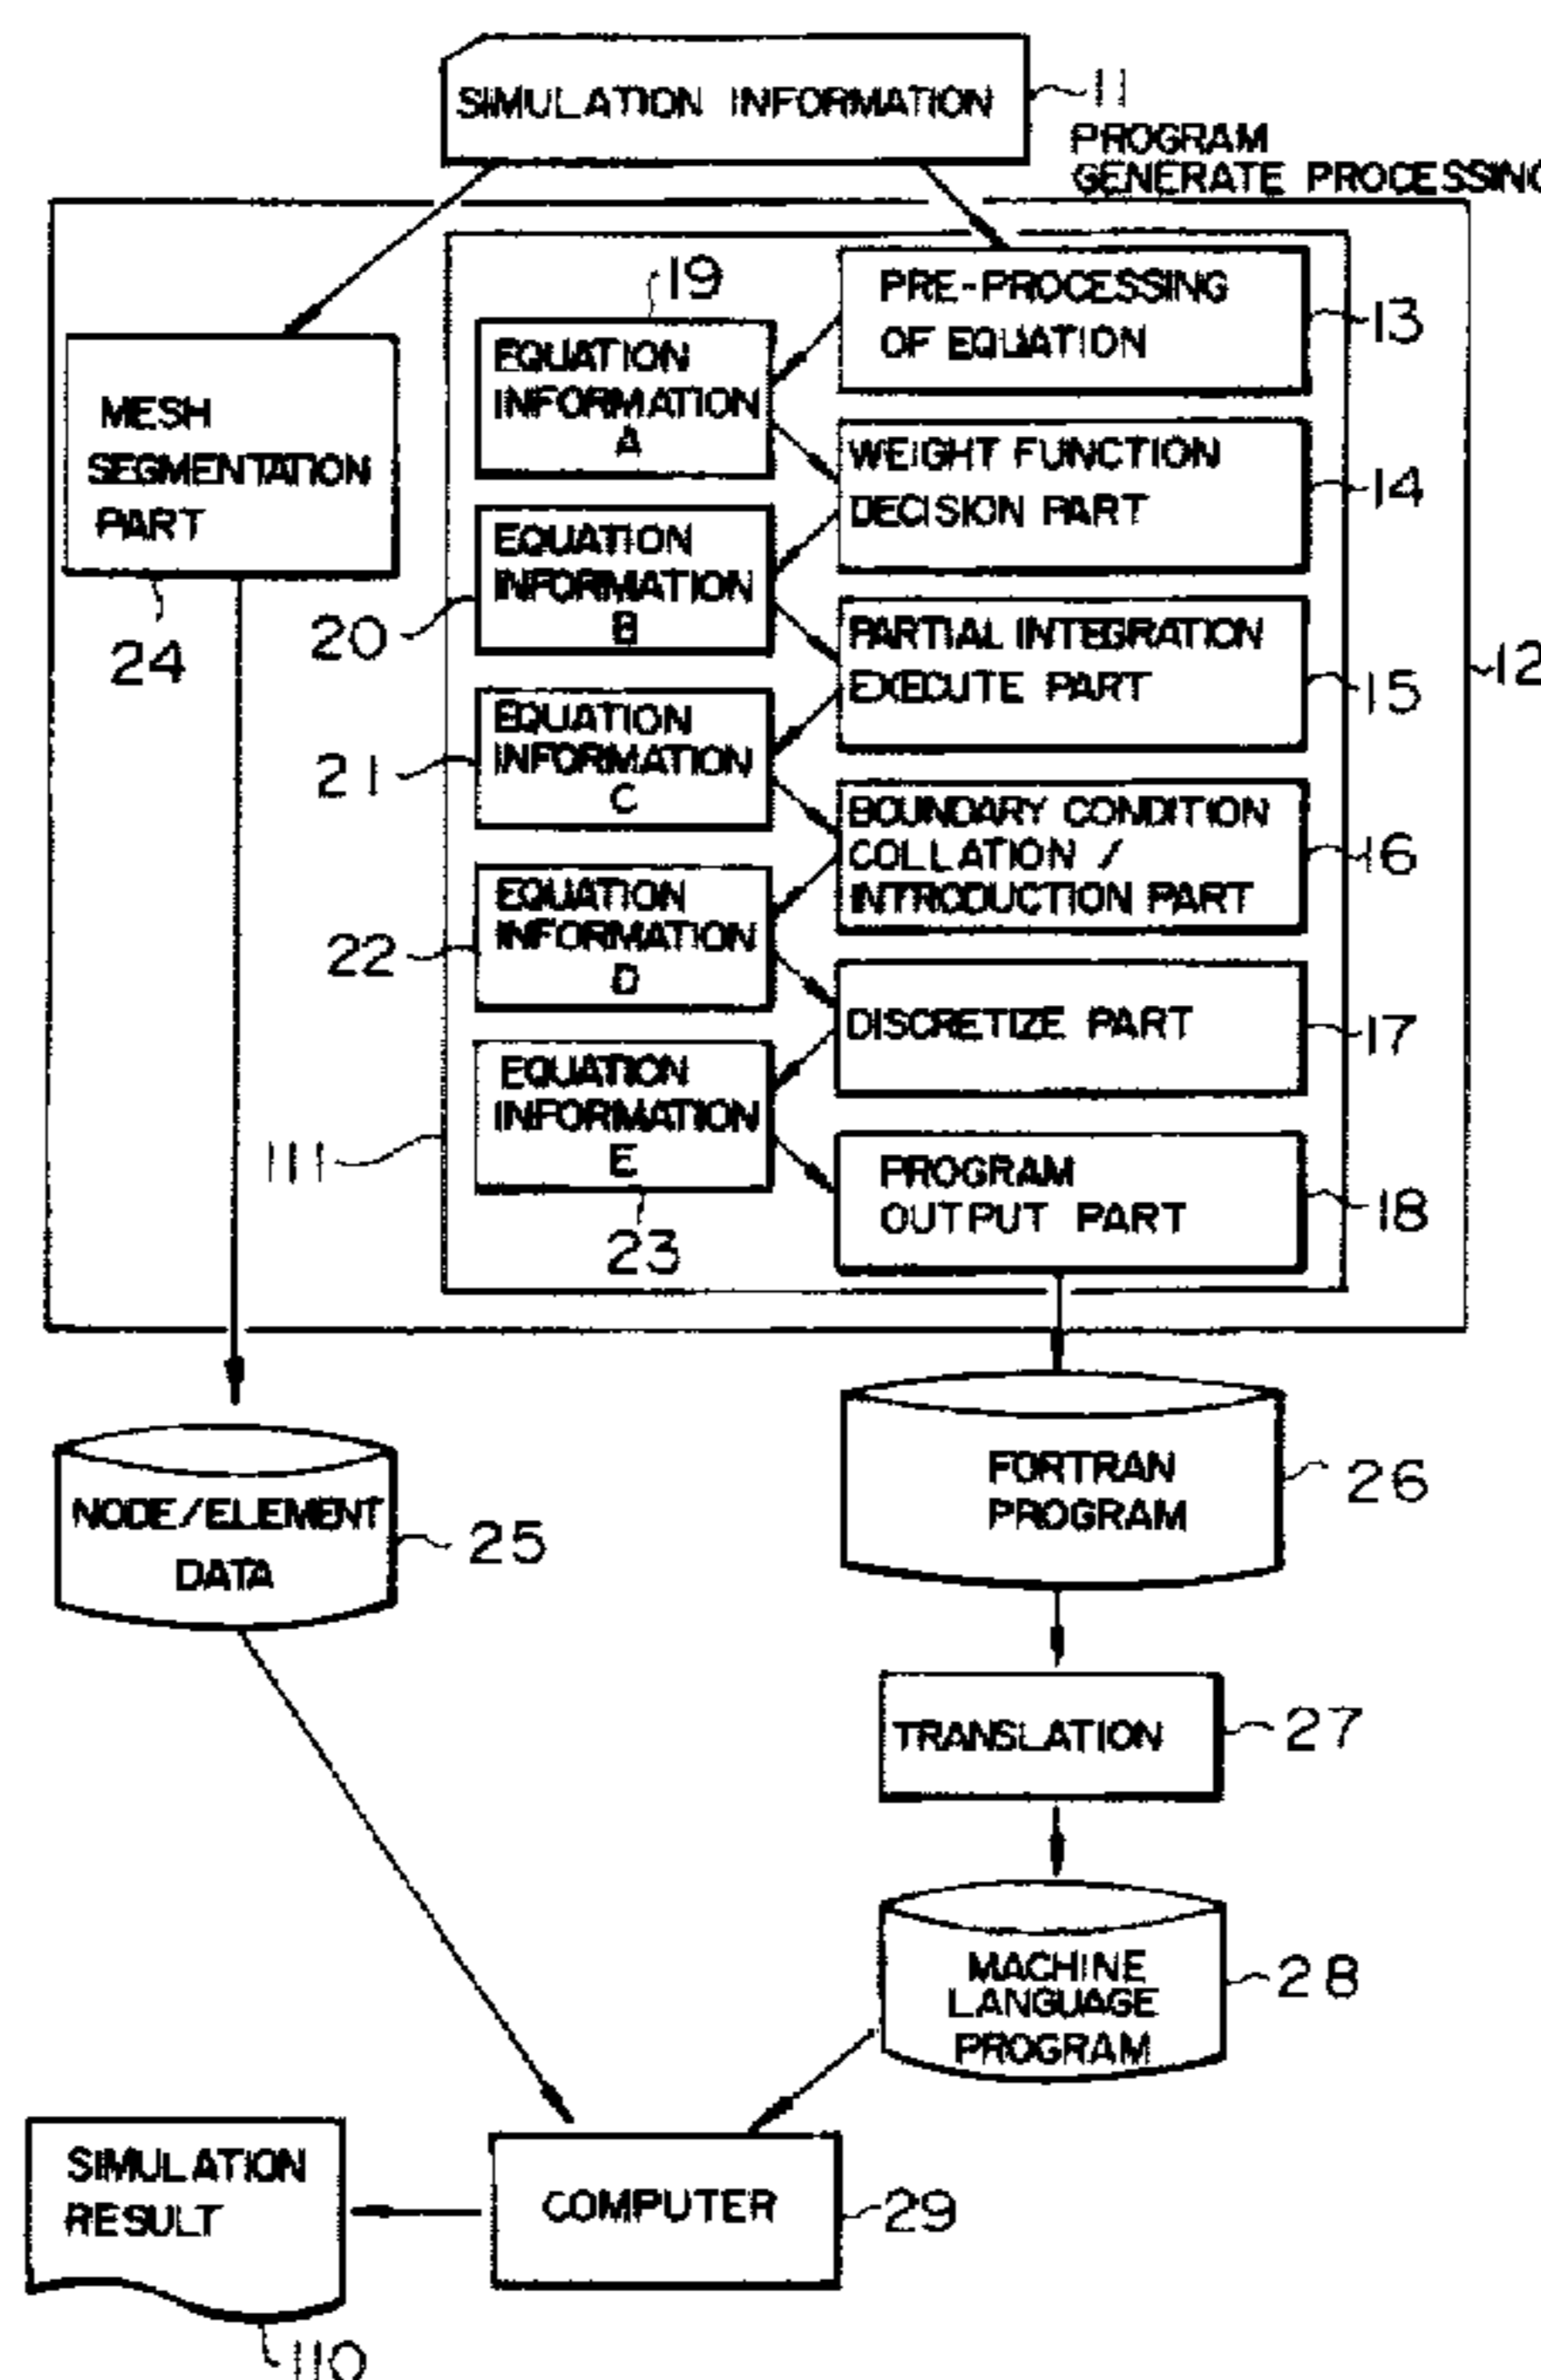 SIMULATION INFORMATION
11
PROGRAM
GENERATE PROCESSING
12
MESH
SEGMENTATION
PART
24
19
EQUATION
INFORMATION
A
PRE-PROCESSING
OF EQUATION
13
WEIGHT FUNCTION
DECISION PART
14
EQUATION
INFORMATION
B
20
PARTIAL INTEGRATION
EXECUTE PART
15
EQUATION
INFORMATION
C
21
BOUNDARY CONDITION
COLLATION /
INTRODUCTION PART
16
EQUATION
INFORMATION
D
22
DISCRETIZE PART
17
EQUATION
INFORMATION
E
23
111
PROGRAM
OUTPUT PART
18
NODE/ELEMENT
DATA
25
FORTRAN
PROGRAM
26
TRANSLATION
27
MACHINE
LANGUAGE
PROGRAM
28
COMPUTER
29
SIMULATION
RESULT
110